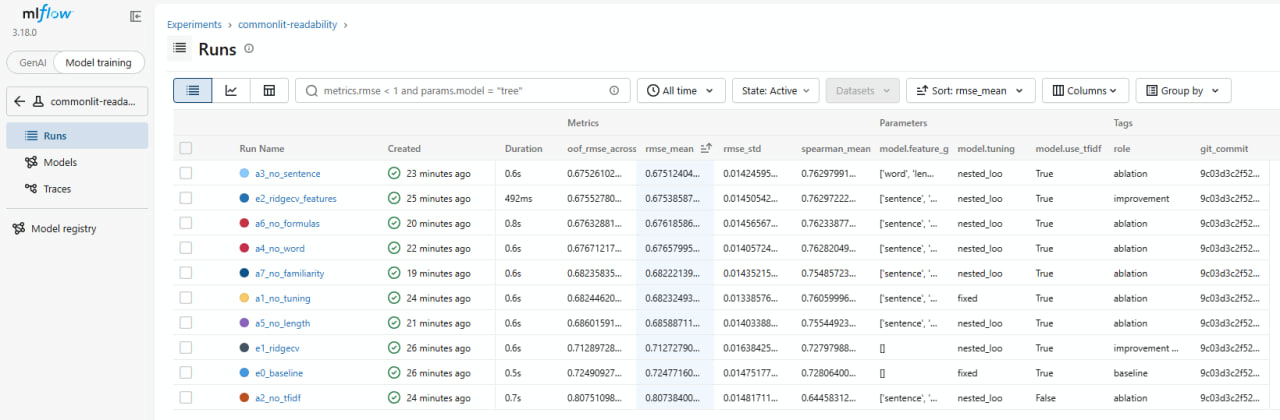 mlflow
3.18.0
GenAI Model training
commonlit-reada...
Runs
Models
Traces
Model registry
Experiments > commonlit-readability >
Runs
metrics.rmse < 1 and params.model = "tree" All time State: Active Datasets Sort: rmse_mean Columns Group by
Metrics Parameters Tags
Run Name Created Duration oof_rmse_across rmse_mean rmse_std spearman_mean model.feature_g model.tuning model.use_tfidf role git_commit
a3_no_sentence 23 minutes ago 0.6s 0.67526102... 0.67512404... 0.01424595... 0.76297991... ['word', 'len... nested_loo True ablation 9c03d3c2f52...
e2_ridgecv_features 25 minutes ago 492ms 0.67552780... 0.67538587... 0.01450542... 0.76297222... ['sentence', '... nested_loo True improvement 9c03d3c2f52...
a6_no_formulas 20 minutes ago 0.8s 0.67632881... 0.67618586... 0.01456567... 0.76233877... ['sentence', '... nested_loo True ablation 9c03d3c2f52...
a4_no_word 22 minutes ago 0.6s 0.67671217... 0.67657995... 0.01405724... 0.76282049... ['sentence', '... nested_loo True ablation 9c03d3c2f52...
a7_no_familiarity 19 minutes ago 0.6s 0.68235835... 0.68222139... 0.01435215... 0.75485723... ['sentence', '... nested_loo True ablation 9c03d3c2f52...
a1_no_tuning 24 minutes ago 0.6s 0.68244620... 0.68232493... 0.01338576... 0.76059996... ['sentence', '... fixed True ablation 9c03d3c2f52...
a5_no_length 21 minutes ago 0.6s 0.68601591... 0.68588711... 0.01403388... 0.75544923... ['sentence', '... nested_loo True ablation 9c03d3c2f52...
e1_ridgecv 26 minutes ago 0.6s 0.71289728... 0.71272790... 0.01638425... 0.72797988... [] nested_loo True improvement ... 9c03d3c2f52...
e0_baseline 26 minutes ago 0.5s 0.72490927... 0.72477160... 0.01475177... 0.72806400... [] fixed True baseline 9c03d3c2f52...
a2_no_tfidf 24 minutes ago 0.7s 0.80751098... 0.80738400... 0.01481711... 0.64458312... ['sentence', '... nested_loo False ablation 9c03d3c2f52...